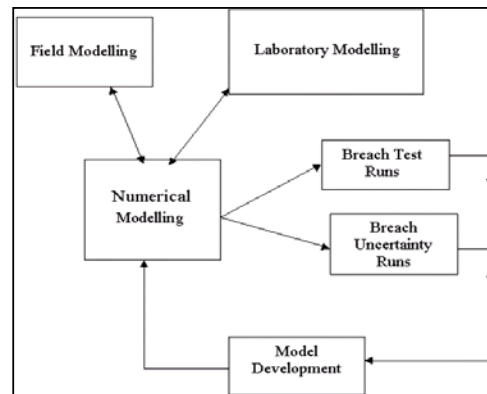 Field Modelling
Laboratory Modelling
Numerical
Modelling
Breach Test
Runs
Breach
Uncertainty
Runs
Model
Development